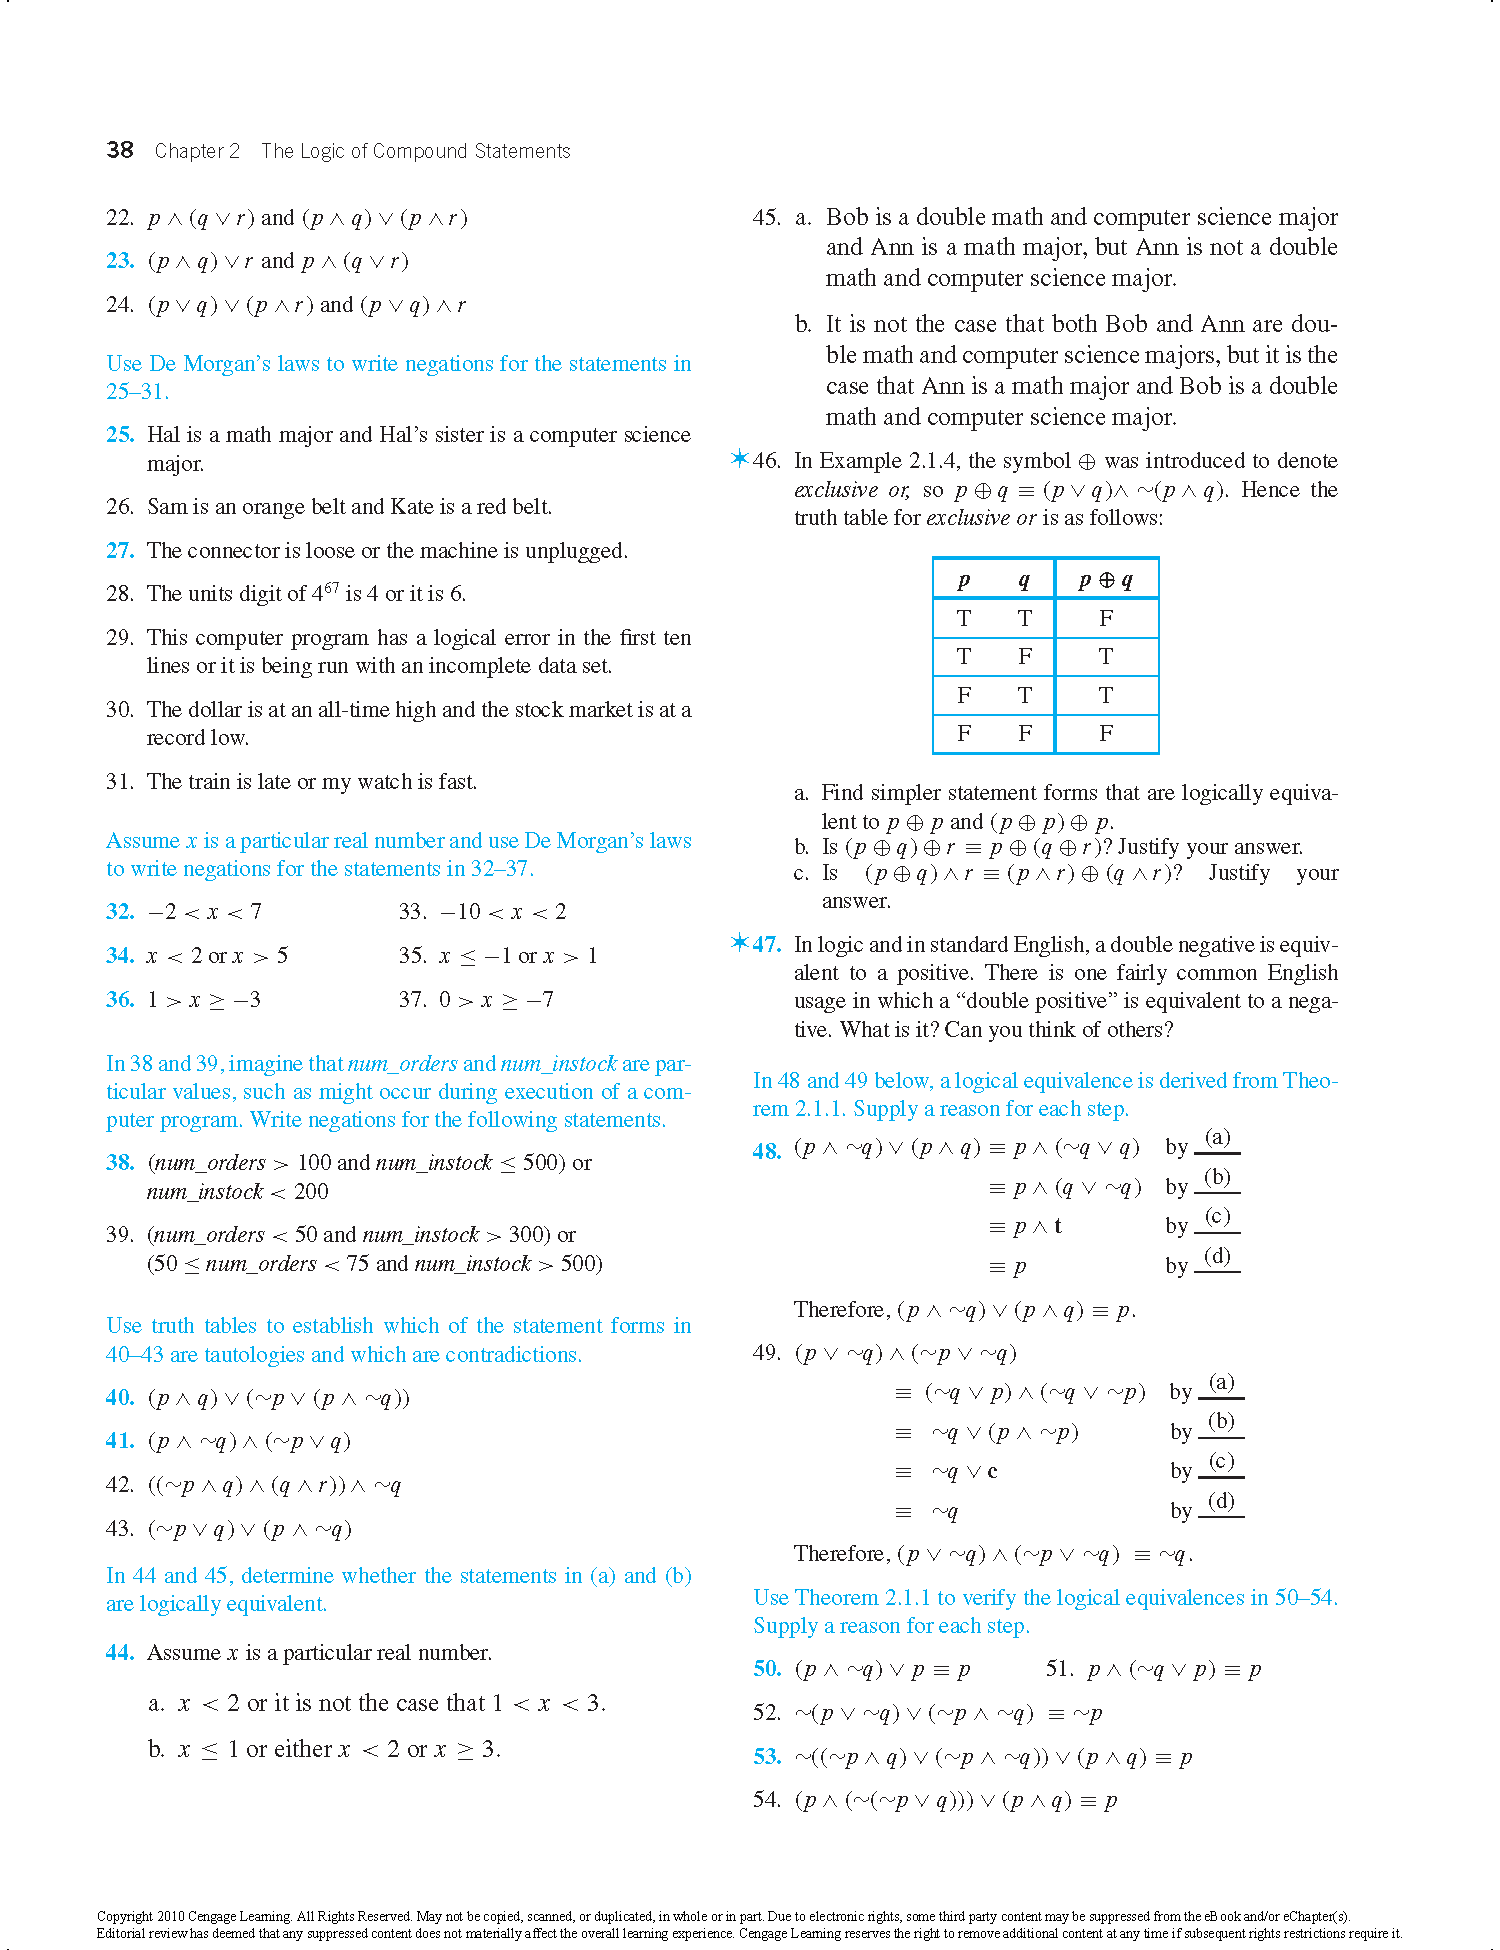 38 Chapter 2 The Logic of Compound Statements
22. p ∧ (q ∨ r) and (p ∧ q) ∨ (p ∧ r)
23. (p ∧ q) ∨ r and p ∧ (q ∨ r)
24. (p ∨ q) ∨ (p ∧ r) and (p ∨ q) ∧ r
Use De Morgan's laws to write negations for the statements in
25–31.
25. Hal is a math major and Hal's sister is a computer science
major.
26. Sam is an orange belt and Kate is a red belt.
27. The connector is loose or the machine is unplugged.
28. The units digit of 4⁶⁷ is 4 or it is 6.
29. This computer program has a logical error in the first ten
lines or it is being run with an incomplete data set.
30. The dollar is at an all-time high and the stock market is at a
record low.
31. The train is late or my watch is fast.
Assume x is a particular real number and use De Morgan's laws
to write negations for the statements in 32–37.
32. −2 < x < 7 33. −10 < x < 2
34. x < 2 or x > 5 35. x ≤ −1 or x > 1
36. 1 > x ≥ −3 37. 0 > x ≥ −7
In 38 and 39, imagine that num_orders and num_instock are par-
ticular values, such as might occur during execution of a com-
puter program. Write negations for the following statements.
38. (num_orders > 100 and num_instock ≤ 500) or
num_instock < 200
39. (num_orders < 50 and num_instock > 300) or
(50 ≤ num_orders < 75 and num_instock > 500)
Use truth tables to establish which of the statement forms in
40–43 are tautologies and which are contradictions.
40. (p ∧ q) ∨ (∼p ∨ (p ∧ ∼q))
41. (p ∧ ∼q) ∧ (∼p ∨ q)
42. ((∼p ∧ q) ∧ (q ∧ r)) ∧ ∼q
43. (∼p ∨ q) ∨ (p ∧ ∼q)
In 44 and 45, determine whether the statements in (a) and (b)
are logically equivalent.
44. Assume x is a particular real number.
a. x < 2 or it is not the case that 1 < x < 3.
b. x ≤ 1 or either x < 2 or x ≥ 3.
45. a. Bob is a double math and computer science major
and Ann is a math major, but Ann is not a double
math and computer science major.
b. It is not the case that both Bob and Ann are dou-
ble math and computer science majors, but it is the
case that Ann is a math major and Bob is a double
math and computer science major.
✶46. In Example 2.1.4, the symbol ⊕ was introduced to denote
exclusive or, so p ⊕ q ≡ (p ∨ q)∧ ∼(p ∧ q). Hence the
truth table for exclusive or is as follows:
p q p ⊕ q
T T F
T F T
F T T
F F F
a. Find simpler statement forms that are logically equiva-
lent to p ⊕ p and (p ⊕ p) ⊕ p.
b. Is (p ⊕ q) ⊕ r ≡ p ⊕ (q ⊕ r)? Justify your answer.
c. Is (p ⊕ q) ∧ r ≡ (p ∧ r) ⊕ (q ∧ r)? Justify your
answer.
✶47. In logic and in standard English, a double negative is equiv-
alent to a positive. There is one fairly common English
usage in which a “double positive” is equivalent to a nega-
tive. What is it? Can you think of others?
In 48 and 49 below, a logical equivalence is derived from Theo-
rem 2.1.1. Supply a reason for each step.
48. (p ∧ ∼q) ∨ (p ∧ q) ≡ p ∧ (∼q ∨ q) by (a)
≡ p ∧ (q ∨ ∼q) by (b)
≡ p ∧ t by (c)
≡ p by (d)
Therefore, (p ∧ ∼q) ∨ (p ∧ q) ≡ p.
49. (p ∨ ∼q) ∧ (∼p ∨ ∼q)
≡ (∼q ∨ p) ∧ (∼q ∨ ∼p) by (a)
≡ ∼q ∨ (p ∧ ∼p) by (b)
≡ ∼q ∨ c by (c)
≡ ∼q by (d)
Therefore, (p ∨ ∼q) ∧ (∼p ∨ ∼q) ≡ ∼q.
Use Theorem 2.1.1 to verify the logical equivalences in 50–54.
Supply a reason for each step.
50. (p ∧ ∼q) ∨ p ≡ p 51. p ∧ (∼q ∨ p) ≡ p
52. ∼(p ∨ ∼q) ∨ (∼p ∧ ∼q) ≡ ∼p
53. ∼((∼p ∧ q) ∨ (∼p ∧ ∼q)) ∨ (p ∧ q) ≡ p
54. (p ∧ (∼(∼p ∨ q))) ∨ (p ∧ q) ≡ p
Copyright 2010 Cengage Learning. All Rights Reserved. May not be copied, scanned, or duplicated, in whole or in part. Due to electronic rights, some third party content may be suppressed from the eBook and/or eChapter(s).
Editorial review has deemed that any suppressed content does not materially affect the overall learning experience. Cengage Learning reserves the right to remove additional content at any time if subsequent rights restrictions require it.